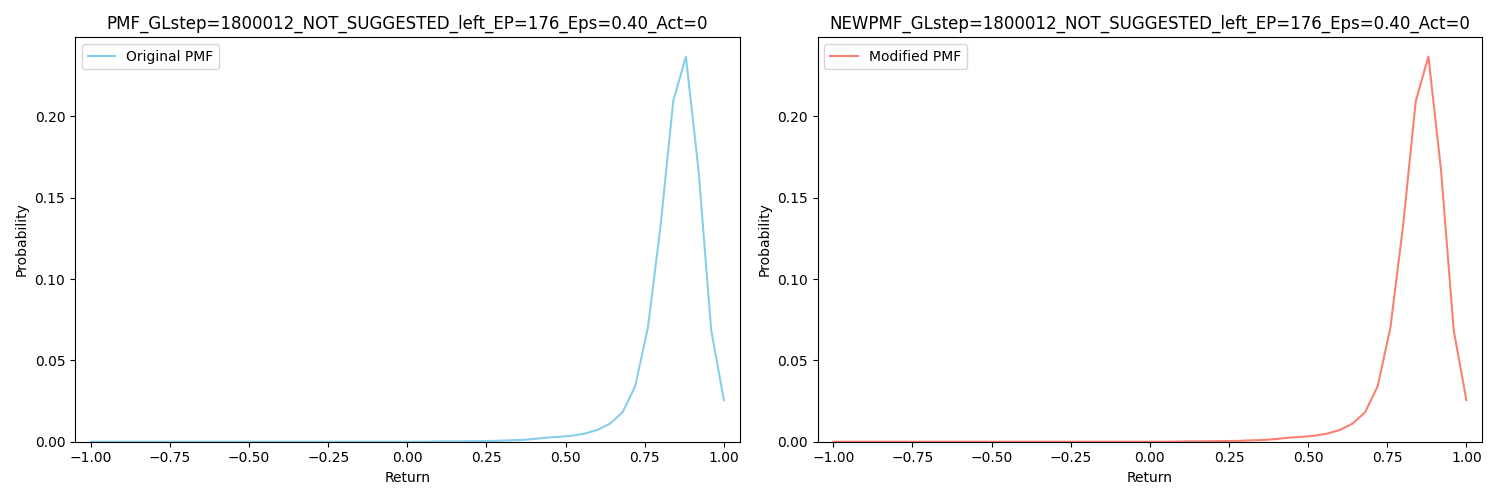 PMF_GLstep=1800012_NOT_SUGGESTED_left_EP=176_Eps=0.40_Act=0
Original PMF
0.20
0.15
0.10
0.05
0.00
Probability
−1.00 −0.75 −0.50 −0.25 0.00 0.25 0.50 0.75 1.00
Return
NEWPMF_GLstep=1800012_NOT_SUGGESTED_left_EP=176_Eps=0.40_Act=0
Modified PMF
0.20
0.15
0.10
0.05
0.00
Probability
−1.00 −0.75 −0.50 −0.25 0.00 0.25 0.50 0.75 1.00
Return